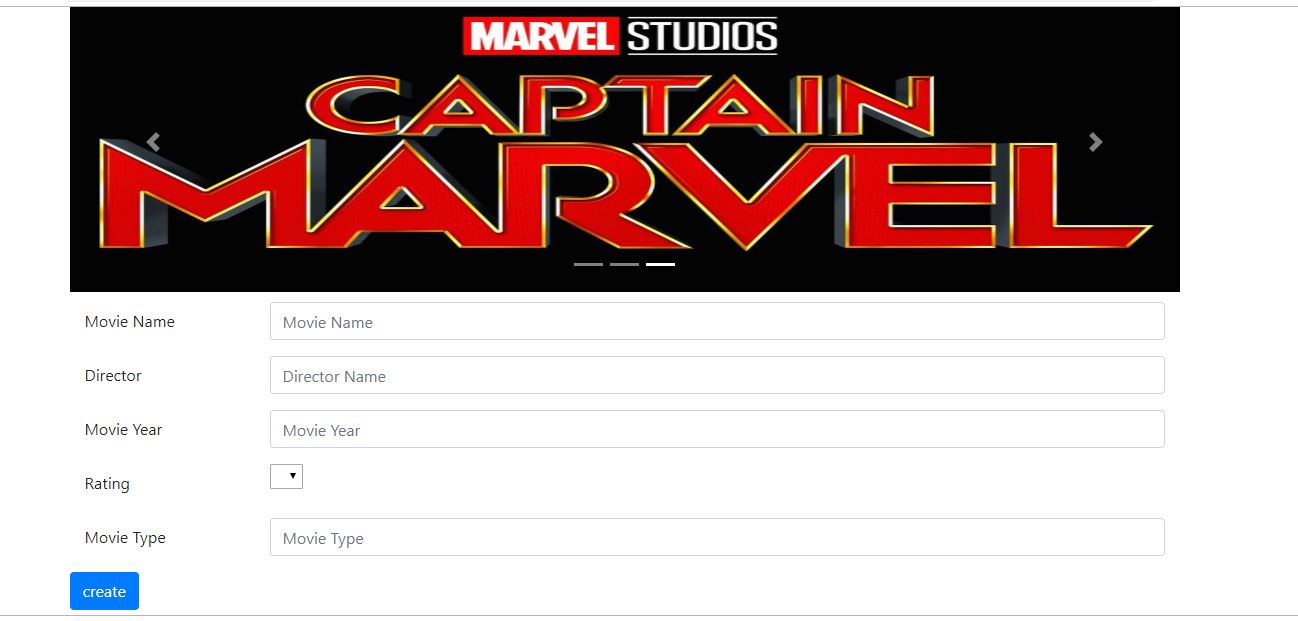 MARVEL STUDIOS
CAPTAIN
MARVEL
Movie Name
Movie Name
Director
Director Name
Movie Year
Movie Year
Rating
Movie Type
Movie Type
create